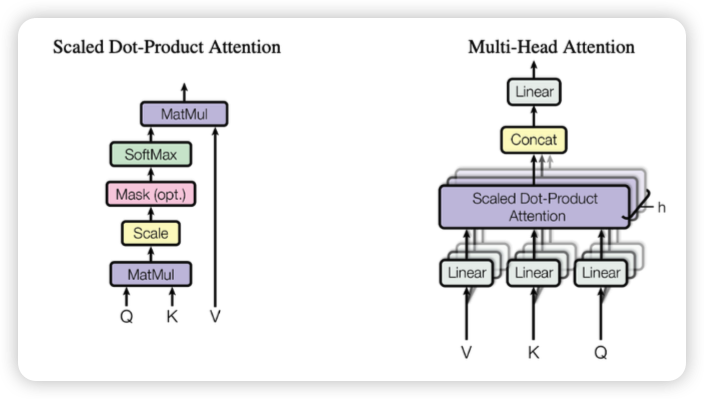 Scaled Dot-Product Attention
MatMul
SoftMax
Mask (opt.)
Scale
MatMul
Q K V
Multi-Head Attention
Linear
Concat
Scaled Dot-Product
Attention
h
Linear Linear Linear
V K Q